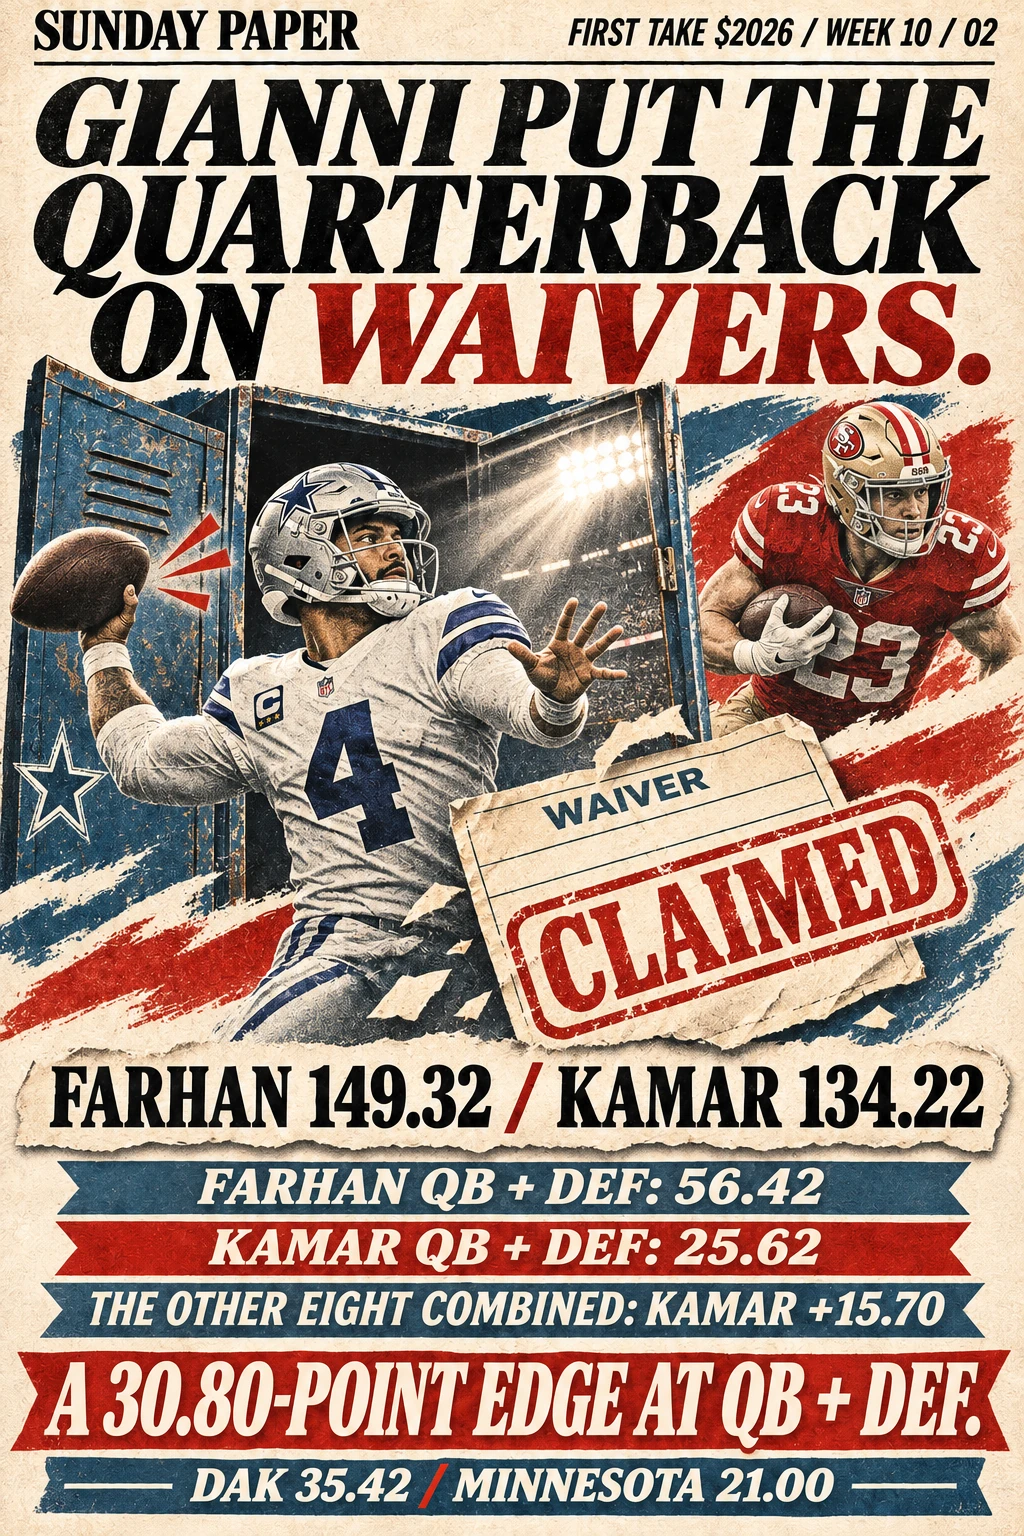 SUNDAY PAPER
FIRST TAKE $2026 / WEEK 10 / 02
GIANNI PUT THE
QUARTERBACK
ON WAIVERS.
23
23
23
C
4
WAIVER
CLAIMED
FARHAN 149.32 / KAMAR 134.22
FARHAN QB + DEF: 56.42
KAMAR QB + DEF: 25.62
THE OTHER EIGHT COMBINED: KAMAR +15.70
A 30.80-POINT EDGE AT QB + DEF.
DAK 35.42 / MINNESOTA 21.00